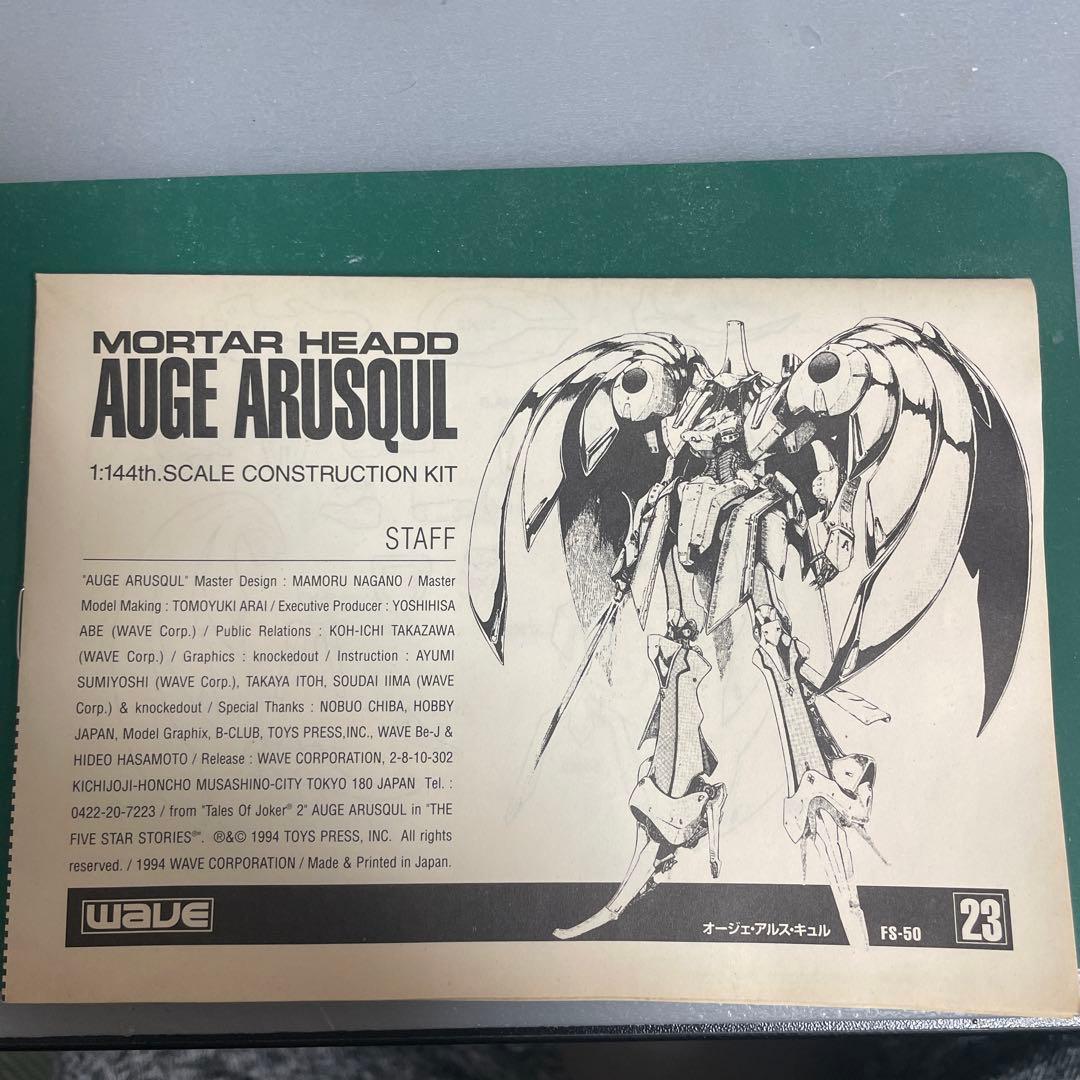 MORTAR HEADD
AUGE ARUSQUL
1:144th.SCALE CONSTRUCTION KIT
STAFF
"AUGE ARUSQUL" Master Design : MAMORU NAGANO / Master
Model Making : TOMOYUKI ARAI / Executive Producer : YOSHIHISA
ABE (WAVE Corp.) / Public Relations : KOH-ICHI TAKAZAWA
(WAVE Corp.) / Graphics : knockedout / Instruction : AYUMI
SUMIYOSHI (WAVE Corp.), TAKAYA ITOH, SOUDAI IIMA (WAVE
Corp.) & knockedout / Special Thanks : NOBUO CHIBA, HOBBY
JAPAN, Model Graphix, B-CLUB, TOYS PRESS,INC., WAVE Be-J &
HIDEO HASAMOTO / Release : WAVE CORPORATION, 2-8-10-302
KICHIJOJI-HONCHO MUSASHINO-CITY TOKYO 180 JAPAN Tel. :
0422-20-7223 / from "Tales Of Joker® 2" AUGE ARUSQUL in "THE
FIVE STAR STORIES®". ®&© 1994 TOYS PRESS, INC. All rights
reserved. / 1994 WAVE CORPORATION / Made & Printed in Japan.
WAVE
オージェ・アルス・キュル FS-50 23